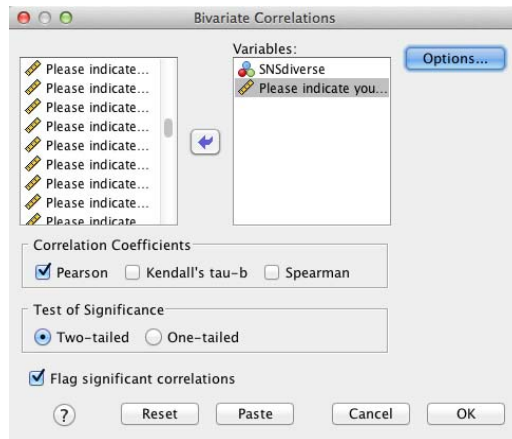 Bivariate Correlations
Please indicate...
Please indicate...
Please indicate...
Please indicate...
Please indicate...
Please indicate...
Please indicate...
Please indicate...
Please indicate
Variables:
SNSdiverse
Please indicate you...
Options...
Correlation Coefficients
Pearson Kendall's tau-b Spearman
Test of Significance
Two-tailed One-tailed
Flag significant correlations
? Reset Paste Cancel OK